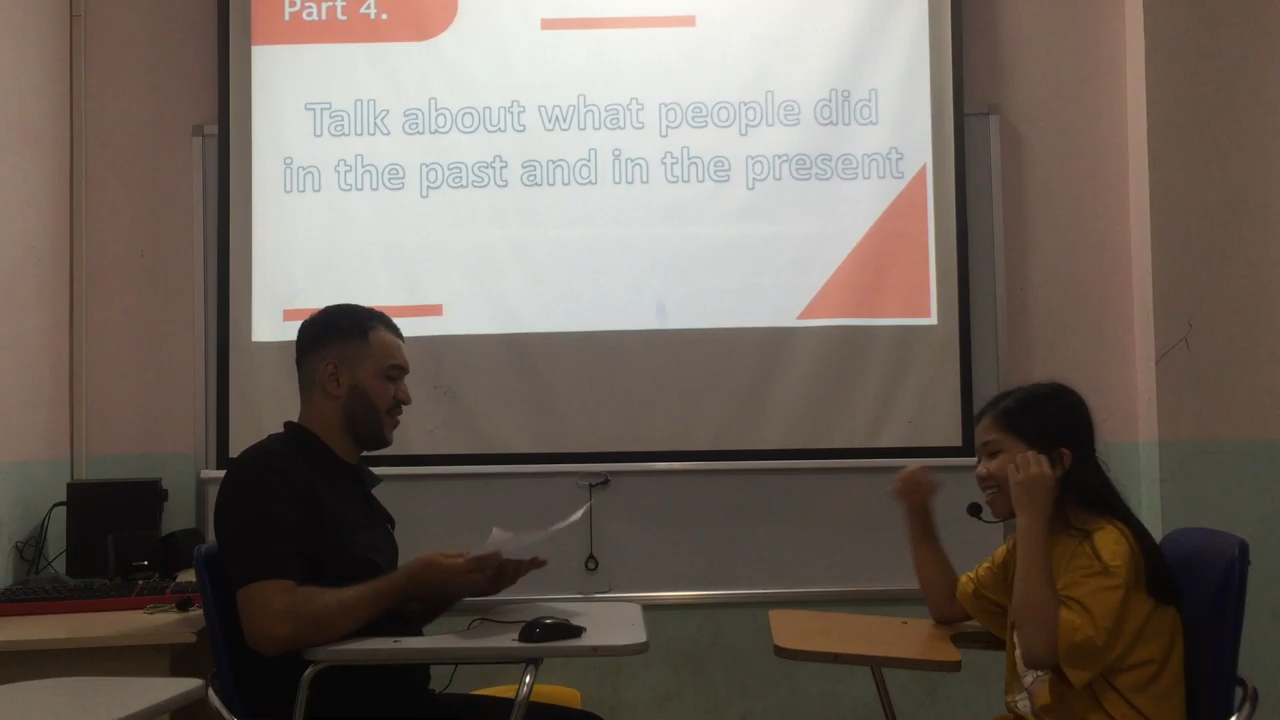 Part 4.
Talk about what people did
in the past and in the present